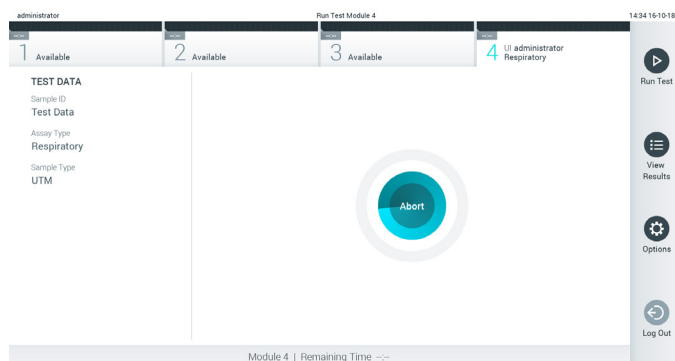 administrator
Run Test Module 4
14:34 16-10-18
--:--
1 Available
--:--
2 Available
--:--
3 Available
--:--
4 UI administrator
Respiratory
TEST DATA
Sample ID
Test Data
Assay Type
Respiratory
Sample Type
UTM
Abort
Run Test
View
Results
Options
Log Out
Module 4 | Remaining Time --:--